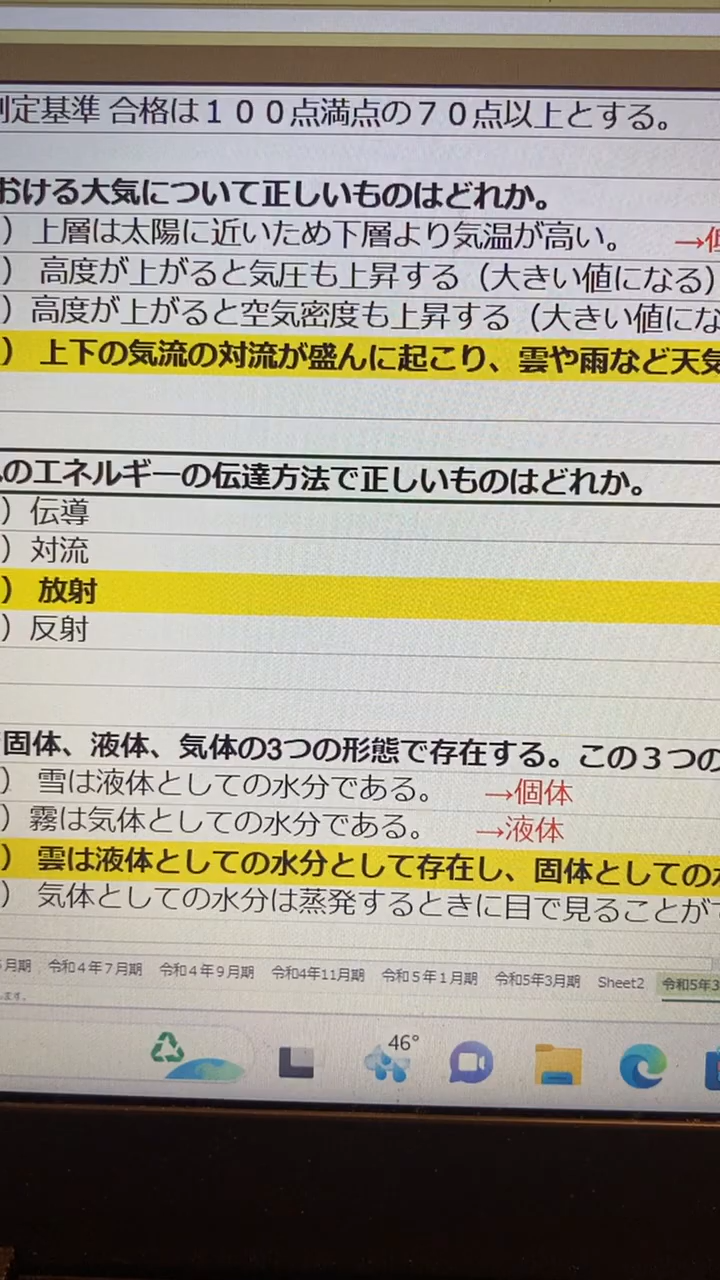 判定基準 合格は１００点満点の７０点以上とする。
おける大気について正しいものはどれか。
） 上層は太陽に近いため下層より気温が高い。 →低
） 高度が上がると気圧も上昇する（大きい値になる）
） 高度が上がると空気密度も上昇する（大きい値にな
） 上下の気流の対流が盛んに起こり、雲や雨など天気
のエネルギーの伝達方法で正しいものはどれか。
） 伝導
） 対流
） 放射
） 反射
固体、液体、気体の3つの形態で存在する。この３つの
） 雪は液体としての水分である。 →個体
） 霧は気体としての水分である。 →液体
） 雲は液体としての水分として存在し、固体としての水
） 気体としての水分は蒸発するときに目で見ることが
月期 令和４年７月期 令和４年９月期 令和4年11月期 令和５年１月期 令和5年3月期 Sheet2 令和5年3
ます。
46°